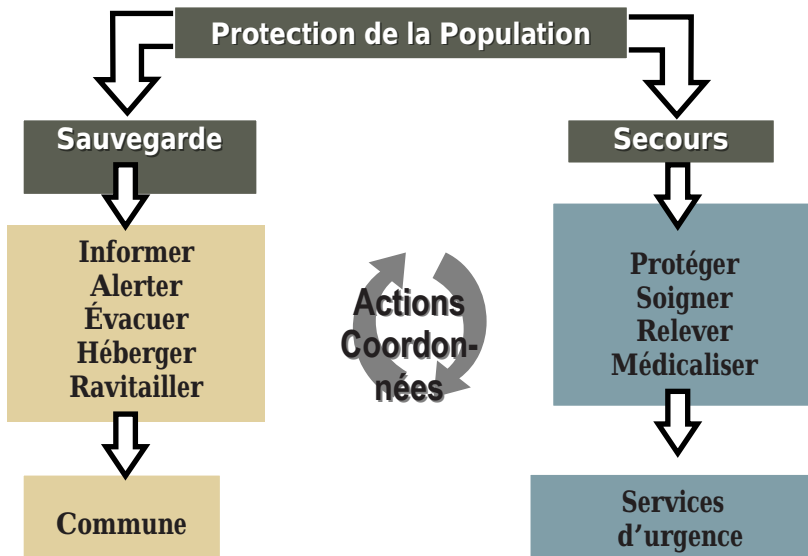 Protection de la Population
Sauvegarde
Secours
Informer
Alerter
Évacuer
Héberger
Ravitailler
Actions
Coordon-
nées
Protéger
Soigner
Relever
Médicaliser
Commune
Services
d’urgence